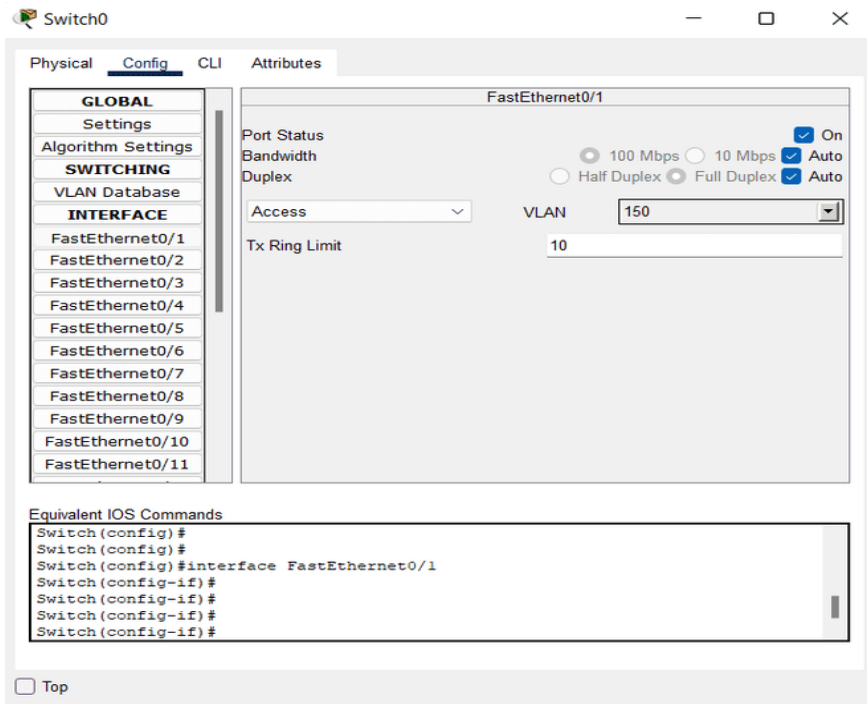 Switch0
Physical Config CLI Attributes
GLOBAL
Settings
Algorithm Settings
SWITCHING
VLAN Database
INTERFACE
FastEthernet0/1
FastEthernet0/2
FastEthernet0/3
FastEthernet0/4
FastEthernet0/5
FastEthernet0/6
FastEthernet0/7
FastEthernet0/8
FastEthernet0/9
FastEthernet0/10
FastEthernet0/11
FastEthernet0/1
Port Status On
Bandwidth 100 Mbps 10 Mbps Auto
Duplex Half Duplex Full Duplex Auto
Access VLAN 150
Tx Ring Limit 10
Equivalent IOS Commands
Switch(config)#
Switch(config)#
Switch(config)#interface FastEthernet0/1
Switch(config-if)#
Switch(config-if)#
Switch(config-if)#
Switch(config-if)#
Top